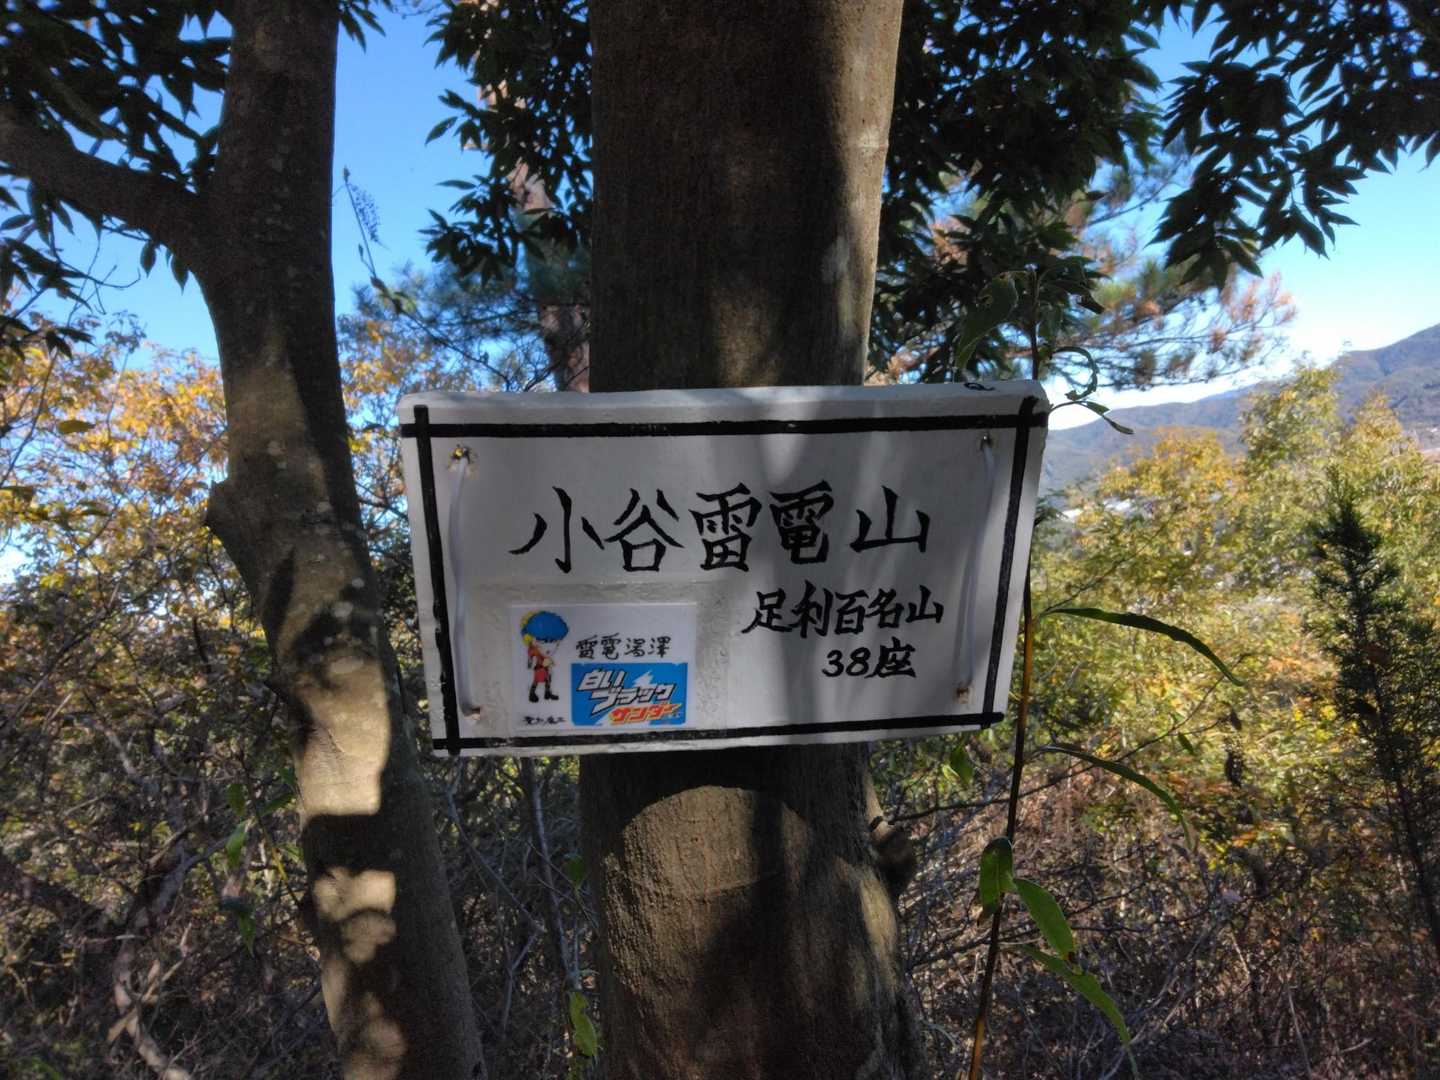 小谷雷電山
足利百名山
38座
雷電湯澤
白い
ブラック
サンダー